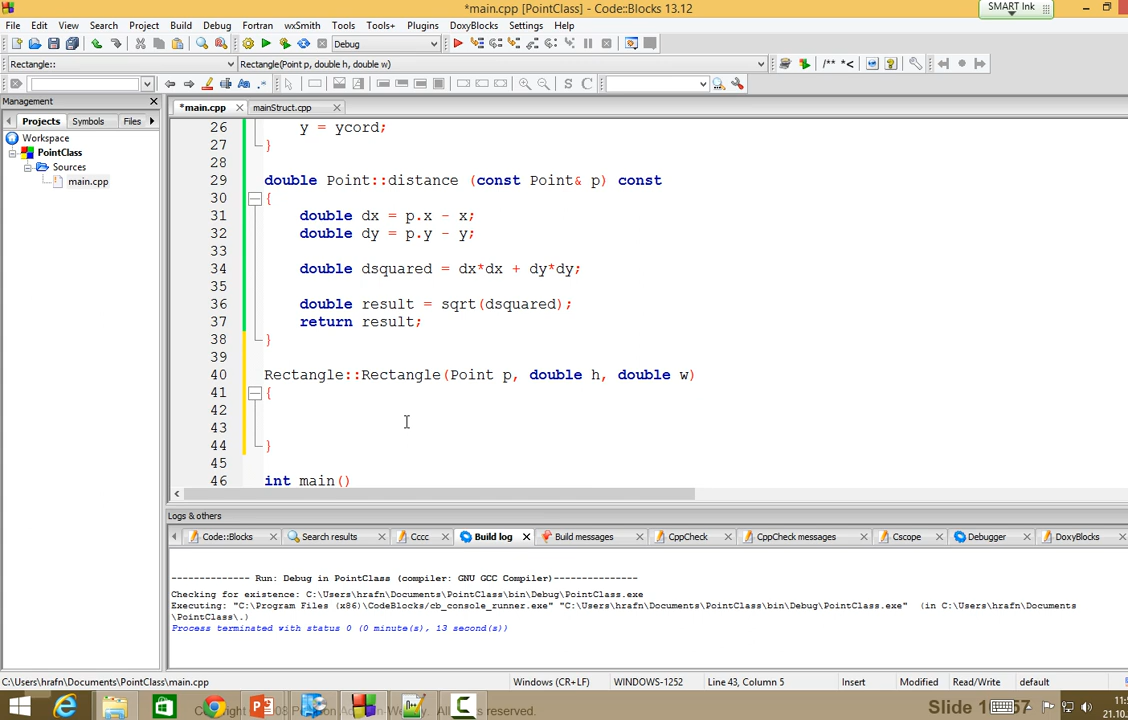 *main.cpp [PointClass] - Code::Blocks 13.12
SMART Ink
File Edit View Search Project Build Debug Fortran wxSmith Tools Tools+ Plugins DoxyBlocks Settings Help
Debug
Rectangle:: Rectangle(Point p, double h, double w)
/** *<
Aa .* S C
Management
*main.cpp mainStruct.cpp
Projects Symbols Files
Workspace
PointClass
Sources
main.cpp
26 y = ycord;
27 }
28
29 double Point::distance (const Point& p) const
30 {
31 double dx = p.x - x;
32 double dy = p.y - y;
33
34 double dsquared = dx*dx + dy*dy;
35
36 double result = sqrt(dsquared);
37 return result;
38 }
39
40 Rectangle::Rectangle(Point p, double h, double w)
41 {
42
43
44 }
45
46 int main()
Logs & others
Code::Blocks Search results Cccc Build log Build messages CppCheck CppCheck messages Cscope Debugger DoxyBlocks
-------------- Run: Debug in PointClass (compiler: GNU GCC Compiler)---------------
Checking for existence: C:\Users\hrafn\Documents\PointClass\bin\Debug\PointClass.exe
Executing: "C:\Program Files (x86)\CodeBlocks/cb_console_runner.exe" "C:\Users\hrafn\Documents\PointClass\bin\Debug\PointClass.exe" (in C:\Users\hrafn\Documents
\PointClass\.)
Process terminated with status 0 (0 minute(s), 13 second(s))
C:\Users\hrafn\Documents\PointClass\main.cpp Windows (CR+LF) WINDOWS-1252 Line 43, Column 5 Insert Modified Read/Write default